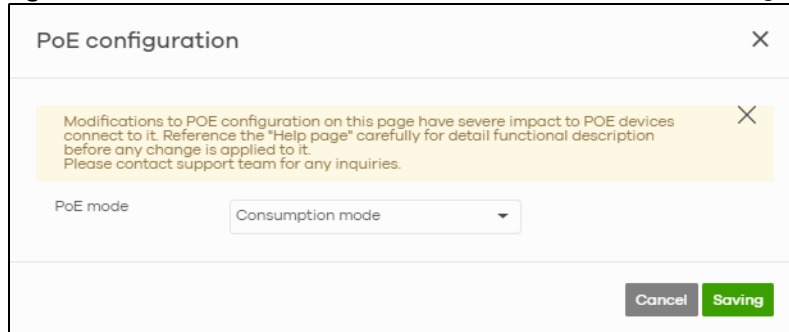 PoE configuration
Modifications to POE configuration on this page have severe impact to POE devices
connect to it. Reference the "Help page" carefully for detail functional description
before any change is applied to it.
Please contact support team for any inquiries.
PoE mode
Consumption mode
Cancel
Saving